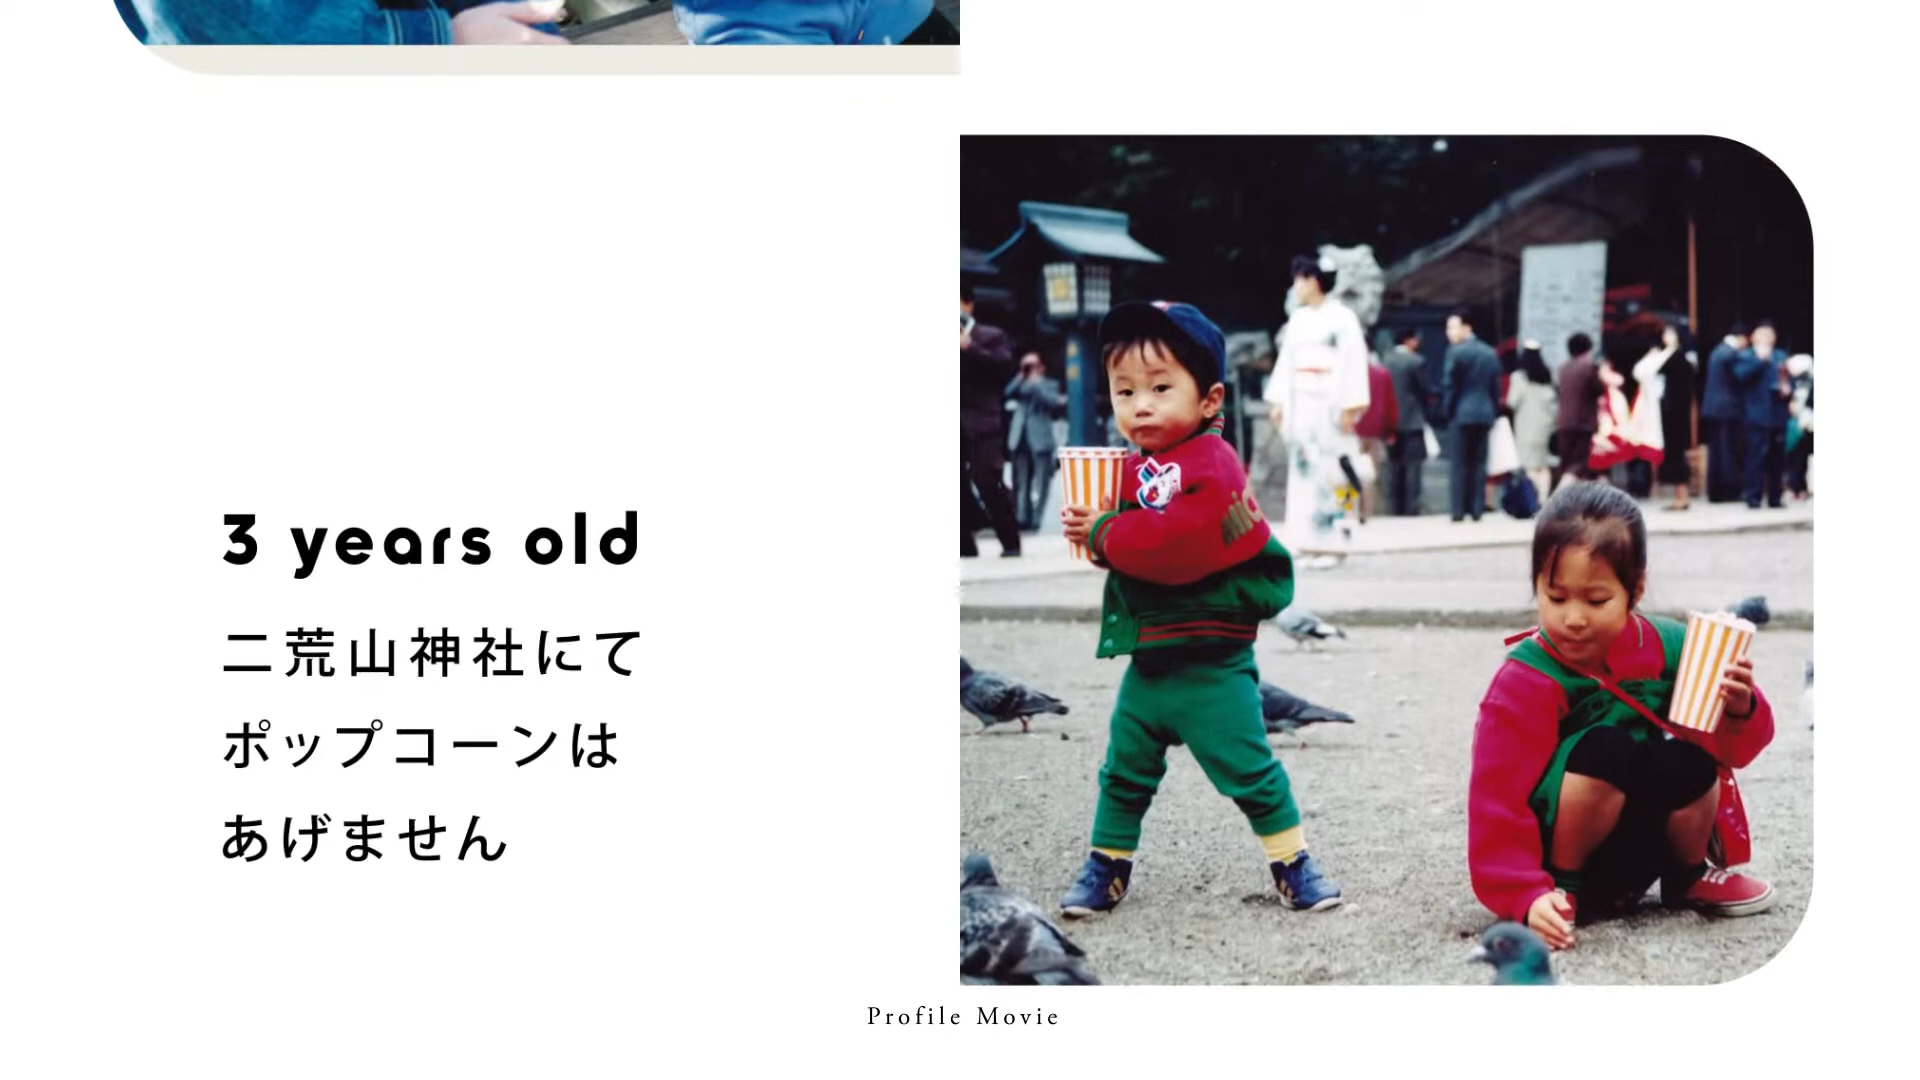 3 years old
二荒山神社にて
ポップコーンは
あげません
Profile Movie